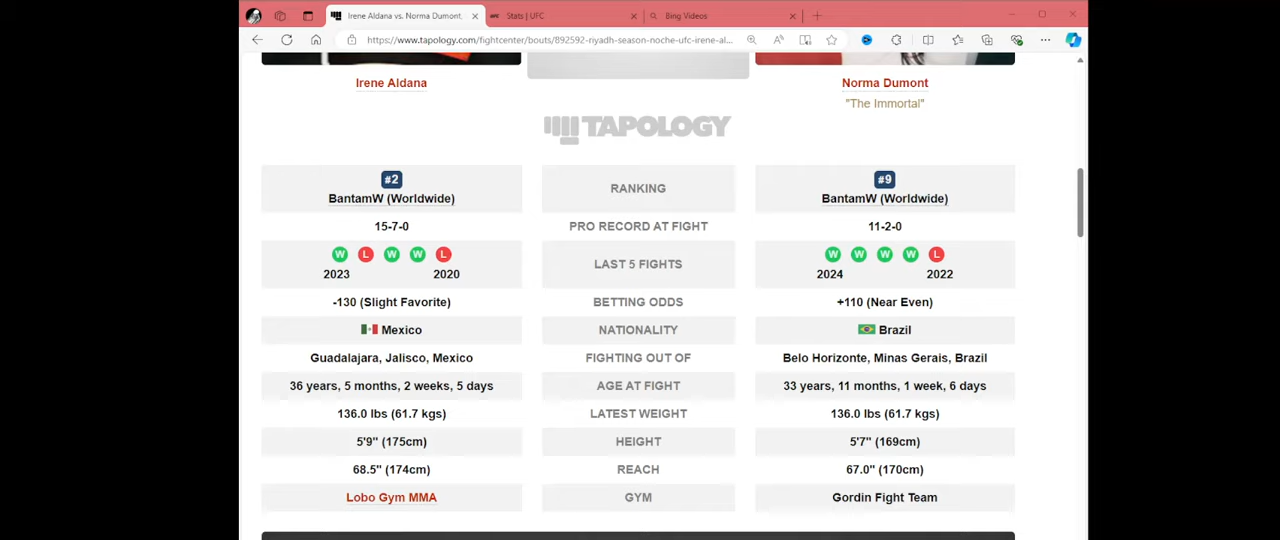 Irene Aldana vs. Norma Dumont,
Stats | UFC
Bing Videos
https://www.tapology.com/fightcenter/bouts/892592-riyadh-season-noche-ufc-irene-al...
Irene Aldana
Norma Dumont
"The Immortal"
TAPOLOGY
#2
BantamW (Worldwide)
RANKING
#9
BantamW (Worldwide)
15-7-0
PRO RECORD AT FIGHT
11-2-0
W L W W L
2023 2020
LAST 5 FIGHTS
W W W W L
2024 2022
-130 (Slight Favorite)
BETTING ODDS
+110 (Near Even)
Mexico
NATIONALITY
Brazil
Guadalajara, Jalisco, Mexico
FIGHTING OUT OF
Belo Horizonte, Minas Gerais, Brazil
36 years, 5 months, 2 weeks, 5 days
AGE AT FIGHT
33 years, 11 months, 1 week, 6 days
136.0 lbs (61.7 kgs)
LATEST WEIGHT
136.0 lbs (61.7 kgs)
5'9" (175cm)
HEIGHT
5'7" (169cm)
68.5" (174cm)
REACH
67.0" (170cm)
Lobo Gym MMA
GYM
Gordin Fight Team